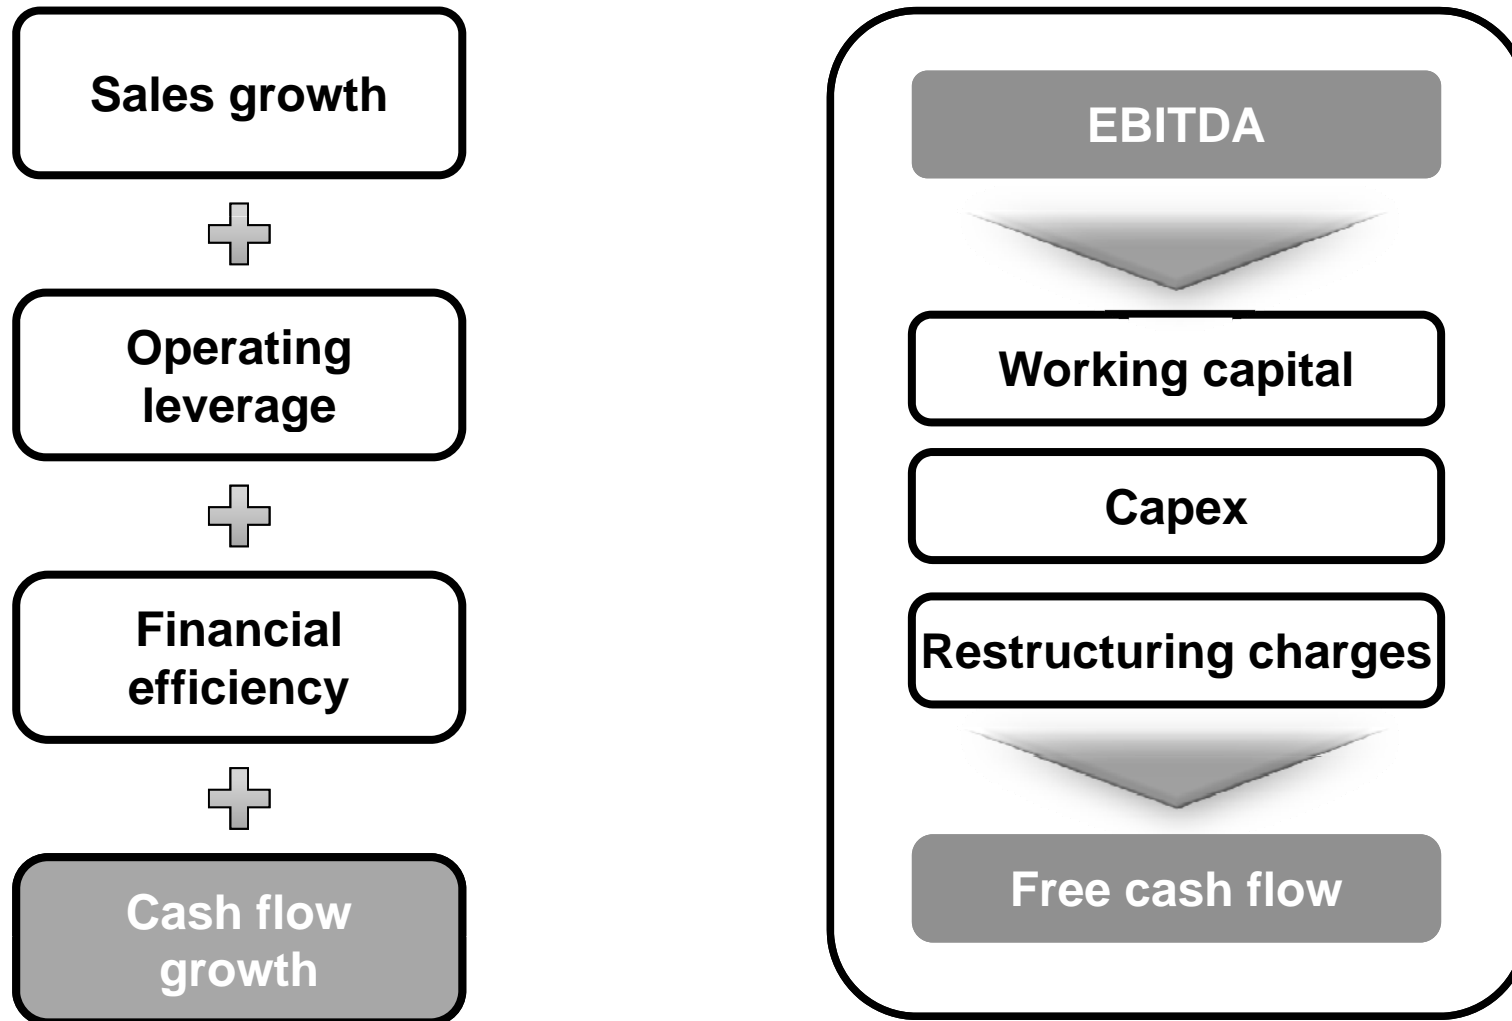 Sales growth
Operating
leverage
Financial
efficiency
Cash flow
growth
EBITDA
Working capital
Capex
Restructuring charges
Free cash flow